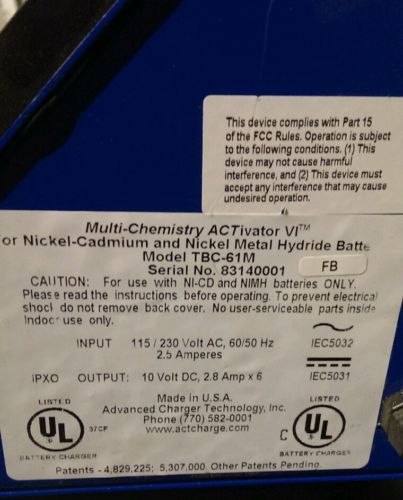 This device complies with Part 15
of the FCC Rules. Operation is subject
to the following conditions. (1) This
device may not cause harmful
interference, and (2) This device must
accept any interference that may cause
undesired operation.
Multi-Chemistry ACTivator VI™
or Nickel-Cadmium and Nickel Metal Hydride Batte
Model TBC-61M
Serial No. 83140001
FB
CAUTION: For use with NI-CD and NIMH batteries ONLY.
Please read the instructions before operating. To prevent electrical
shock do not remove back cover. No user-serviceable parts inside
Indoor use only.
INPUT 115 / 230 Volt AC, 60/50 Hz
2.5 Amperes
IEC5032
IPXO OUTPUT: 10 Volt DC, 2.8 Amp x 6 IEC5031
Made in U.S.A.
Advanced Charger Technology, Inc.
Phone (770) 582-0001
www.actcharge.com
LISTED
UL
37CF
BATTERY CHARGER
LISTED
C UL
BATTERY CHARGER
Patents - 4,829,225; 5,307,000. Other Patents Pending.